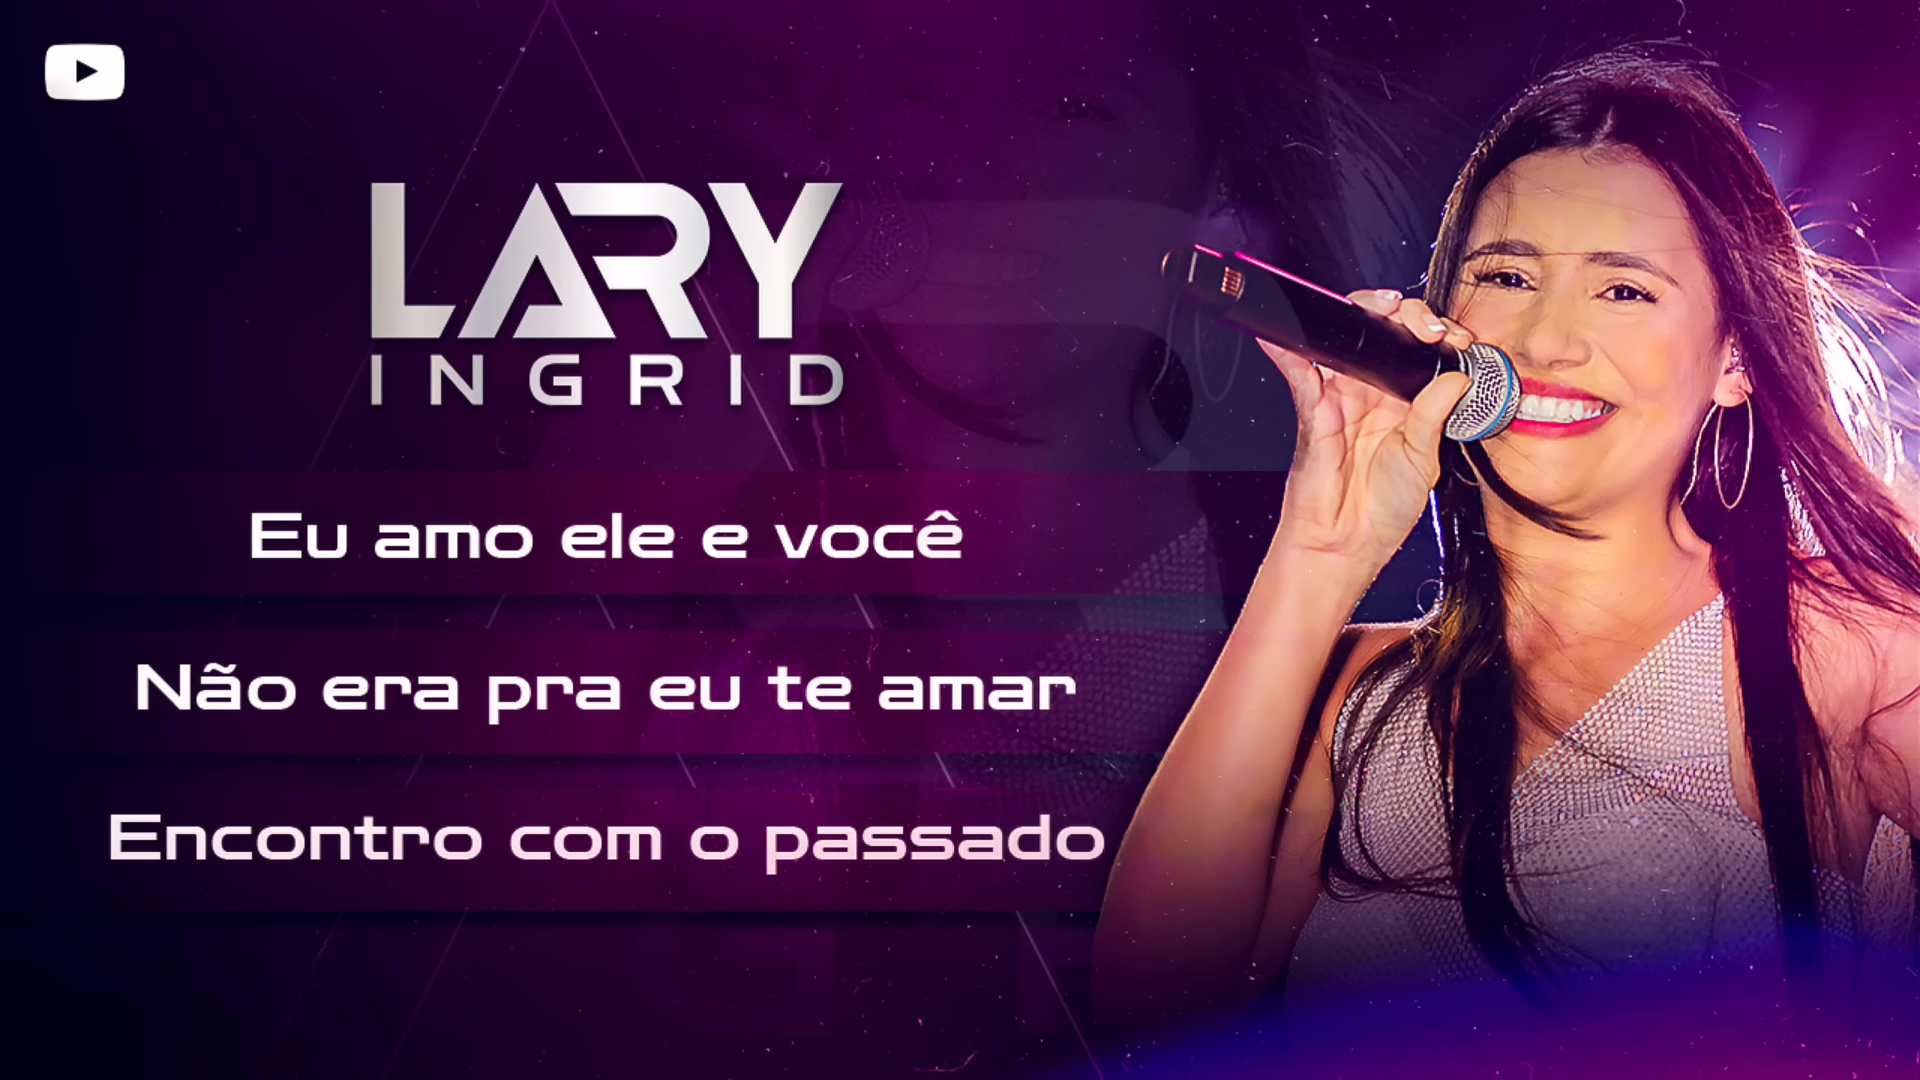 LARY
INGRID
Eu amo ele e você
Não era pra eu te amar
Encontro com o passado